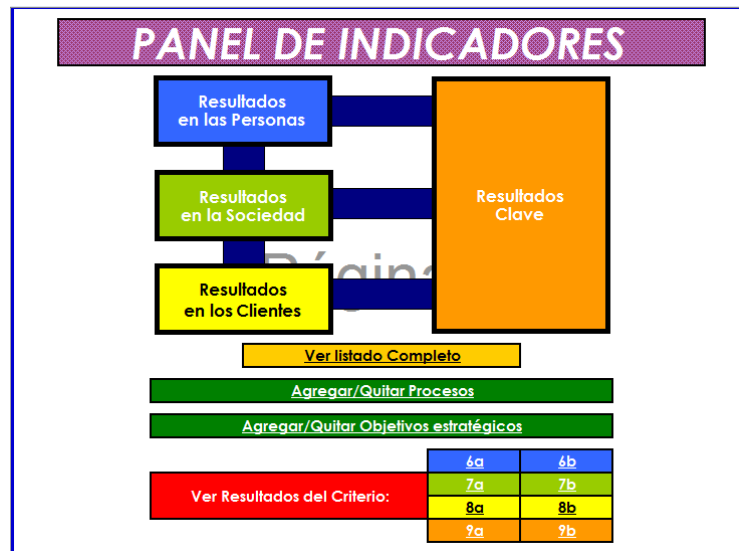 PANEL DE INDICADORES
Resultados
en las Personas
Resultados
en la Sociedad
Resultados
Clave
Página
Resultados
en los Clientes
Ver listado Completo
Agregar/Quitar Procesos
Agregar/Quitar Objetivos estratégicos
Ver Resultados del Criterio:
6a 6b
7a 7b
8a 8b
9a 9b